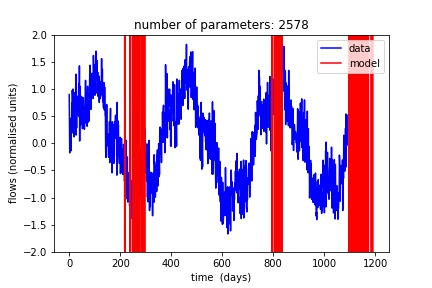 number of parameters: 2578
data
model
2.0
1.5
1.0
0.5
0.0
−0.5
−1.0
−1.5
−2.0
flows (normalised units)
0 200 400 600 800 1000 1200
time (days)